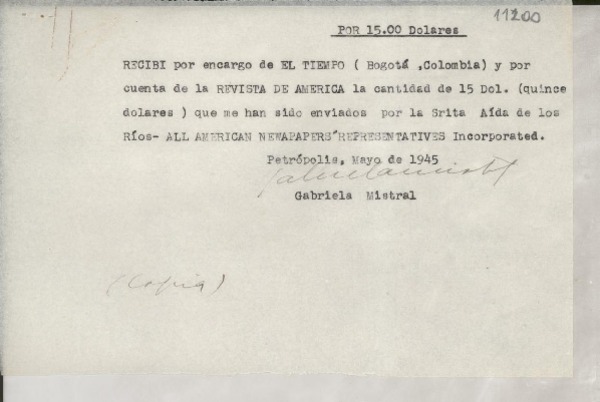 11200
POR 15.00 Dolares
RECIBI por encargo de EL TIEMPO ( Bogotá ,Colombia) y por
cuenta de la REVISTA DE AMERICA la cantidad de 15 Dol. (quince
dolares ) que me han sido enviados por la Srita Aída de los
Ríos- ALL AMERICAN NEWAPAPERS´REPRESENTATIVES Incorporated.
Petrópolis, Mayo de 1945
Gabriela Mistral
Gabriela Mistral
(Copia)